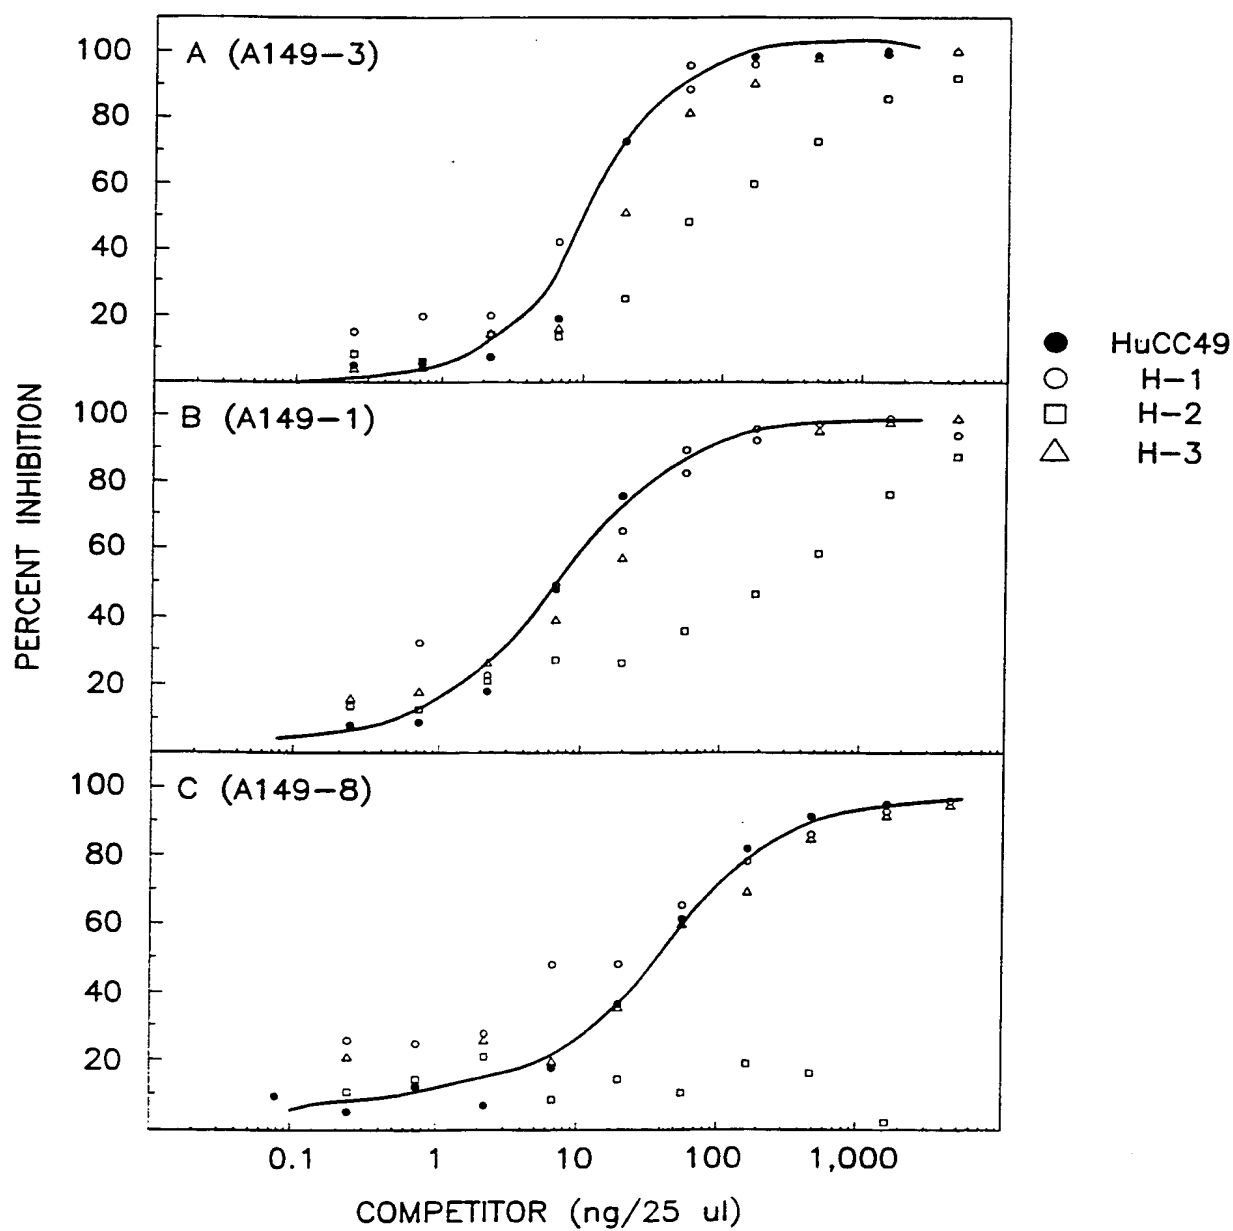 A (A149-3)
100
80
60
40
20
B (A149-1)
100
80
60
40
20
C (A149-8)
100
80
60
40
20
0.1 1 10 100 1,000
COMPETITOR (ng/25 ul)
PERCENT INHIBITION
HuCC49
H-1
H-2
H-3